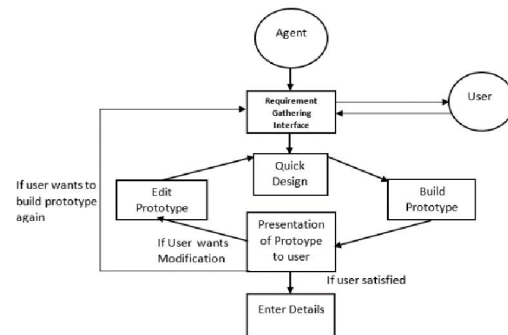 Agent
Requirement
Gathering
Interface
User
Quick
Design
If user wants to
build prototype
again
Edit
Prototype
Build
Prototype
Presentation
of Protoype
to user
If User wants
Modification
If user satisfied
Enter Details